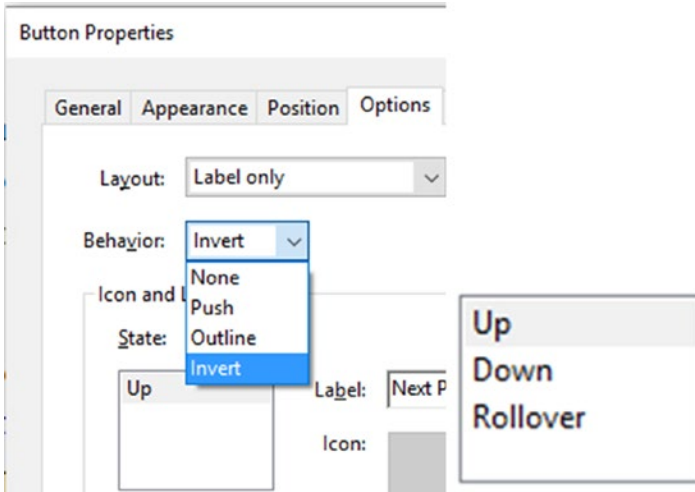 Button Properties
General Appearance Position Options
Layout: Label only
Behavior: Invert
None
Push
Outline
Invert
Icon and
State:
Up
Label: Next P
Icon:
Up
Down
Rollover